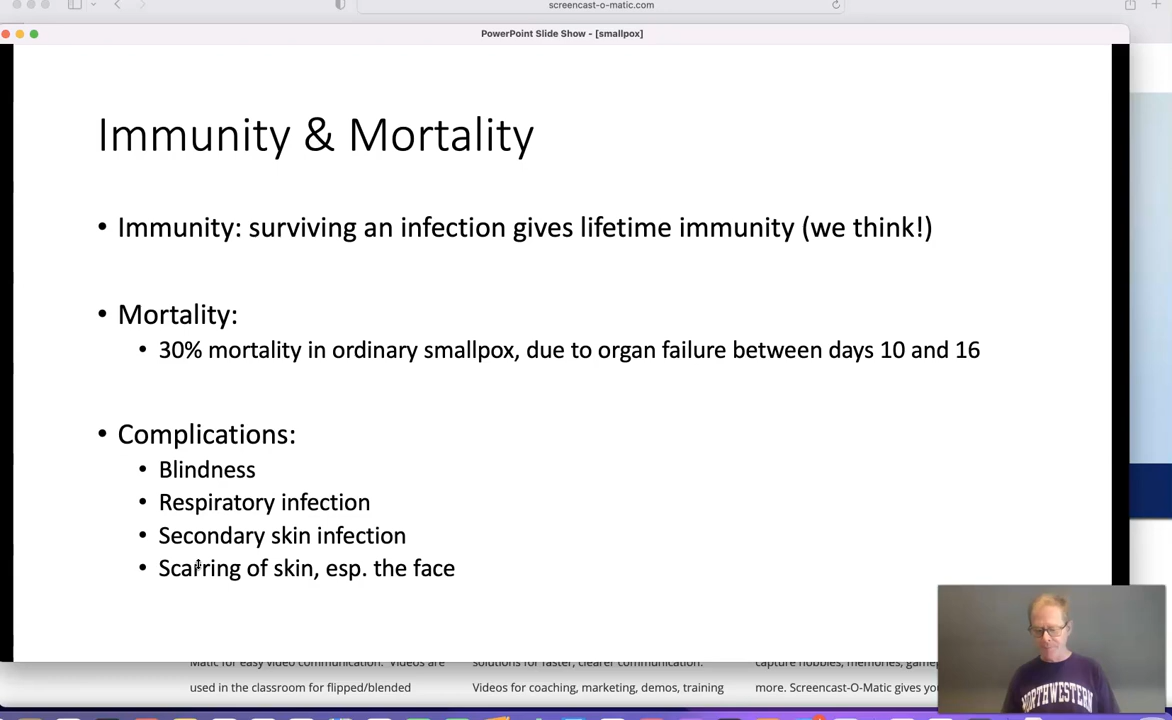 screencast-o-matic.com
PowerPoint Slide Show - [smallpox]
Immunity & Mortality
• Immunity: surviving an infection gives lifetime immunity (we think!)
• Mortality:
• 30% mortality in ordinary smallpox, due to organ failure between days 10 and 16
• Complications:
• Blindness
• Respiratory infection
• Secondary skin infection
• Scarring of skin, esp. the face
NORTHWESTERN
Matic for easy video communication. Videos are
used in the classroom for flipped/blended
solutions for faster, clearer communication.
Videos for coaching, marketing, demos, training
capture hobbies, memories,
more. Screencast-O-Matic gives